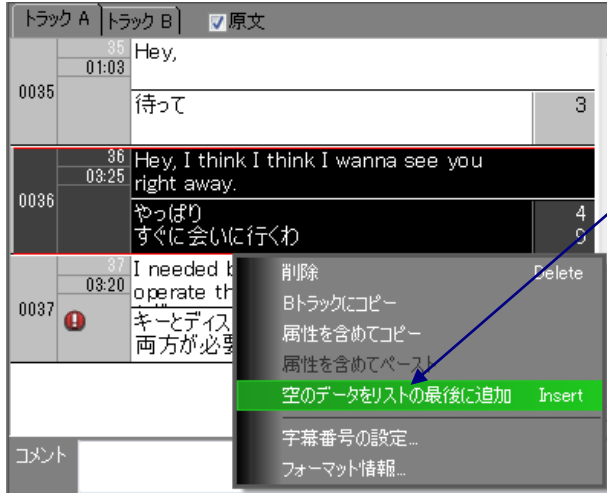 トラック A トラック B 原文
35
01:03
0035
Hey,
待って 3
36
03:25
0036
Hey, I think I think I wanna see you
right away.
やっぱり 4
すぐに会いに行くわ 9
37
03:20
0037
I needed
operate
キーとディス
両方が必要
削除 Delete
Bトラックにコピー
属性を含めてコピー
属性を含めてペースト
空のデータをリストの最後に追加 Insert
字幕番号の設定...
フォーマット情報...
コメント